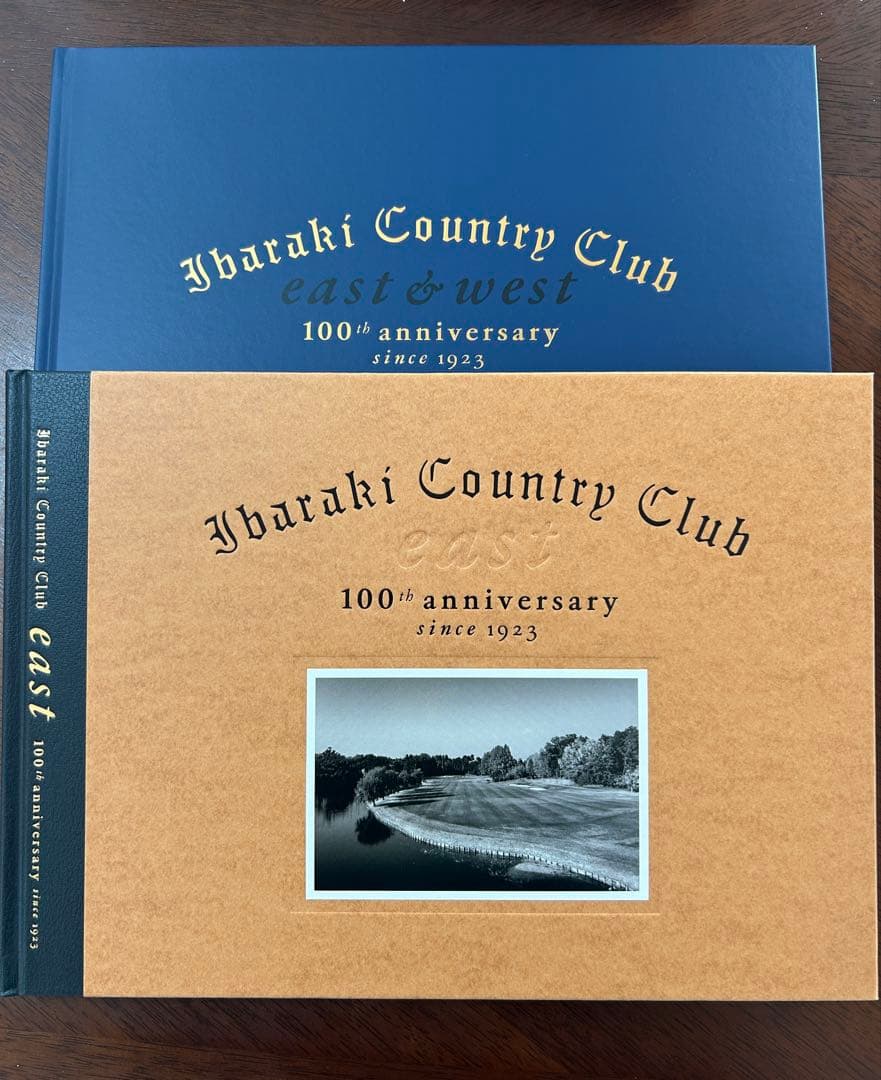 Ibaraki Country Club
east & west
100th anniversary
since 1923
Ibaraki Country Club
east
100th anniversary
since 1923
Ibaraki Country Club east 100th anniversary since 1923